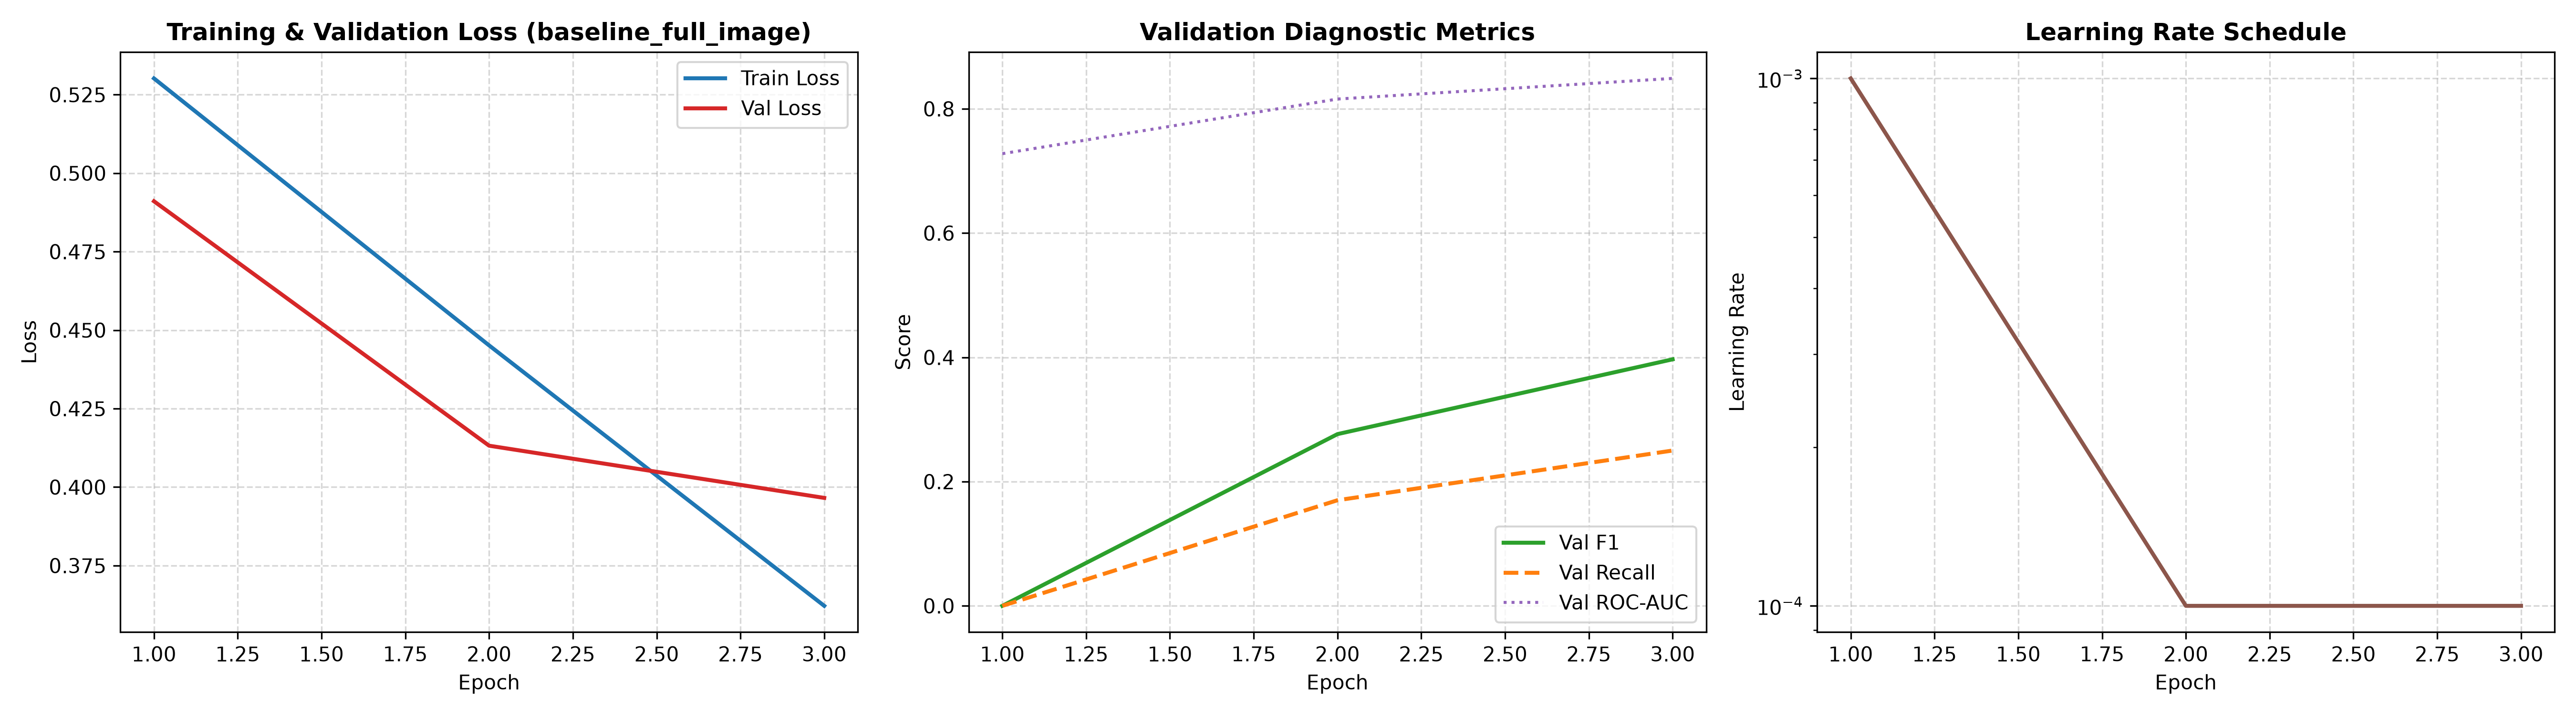 Training & Validation Loss (baseline_full_image)
Train Loss
Val Loss
0.525
0.500
0.475
0.450
0.425
0.400
0.375
Loss
1.00 1.25 1.50 1.75 2.00 2.25 2.50 2.75 3.00
Epoch
Validation Diagnostic Metrics
0.8
0.6
0.4
0.2
0.0
Score
Val F1
Val Recall
Val ROC-AUC
1.00 1.25 1.50 1.75 2.00 2.25 2.50 2.75 3.00
Epoch
Learning Rate Schedule
10⁻³
10⁻⁴
Learning Rate
1.00 1.25 1.50 1.75 2.00 2.25 2.50 2.75 3.00
Epoch